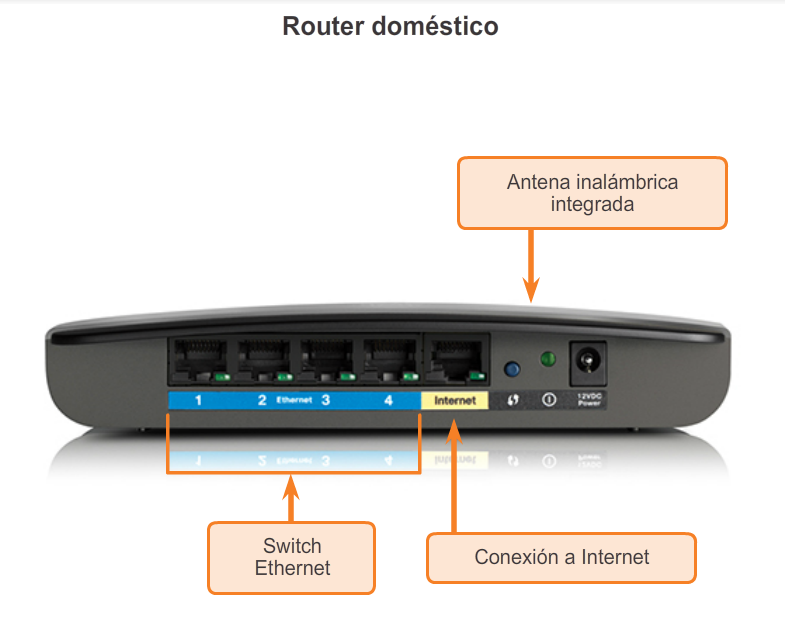 Router doméstico
Antena inalámbrica
integrada
1 2 Ethernet 3 4 Internet 12VDC
Power
Switch
Ethernet
Conexión a Internet